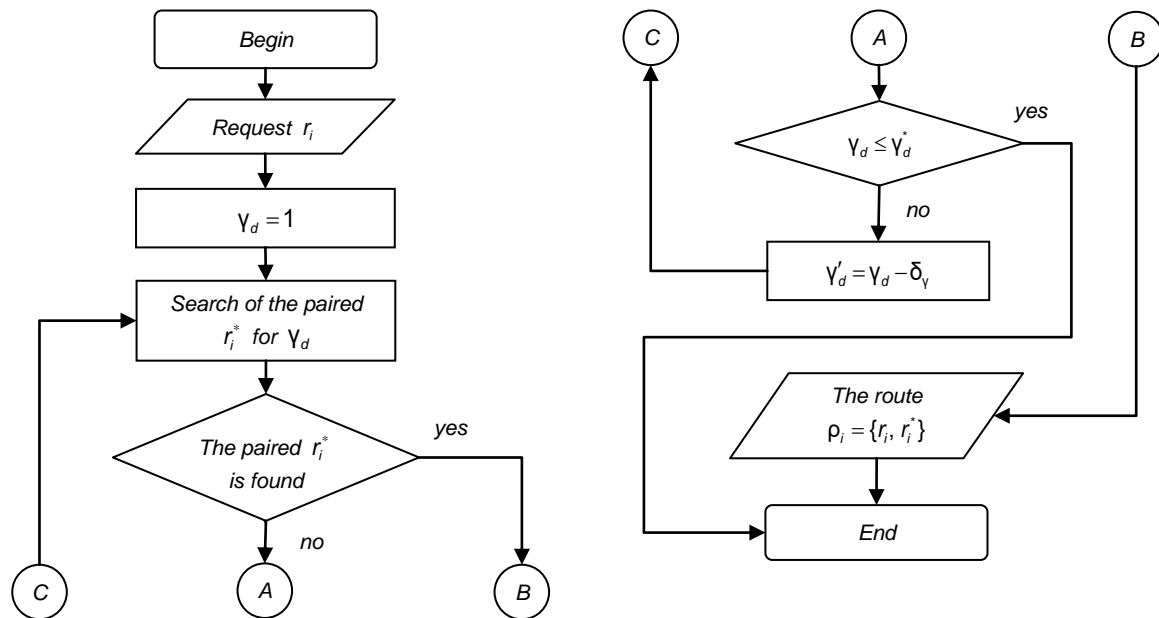 Begin
Request r_i
γ_d = 1
Search of the paired
r_i^* for γ_d
The paired r_i^*
is found
yes
no
C
A
B
C
A
B
γ_d ≤ γ_d^*
yes
no
γ'_d = γ_d − δ_γ
The route
ρ_i = {r_i, r_i^*}
End